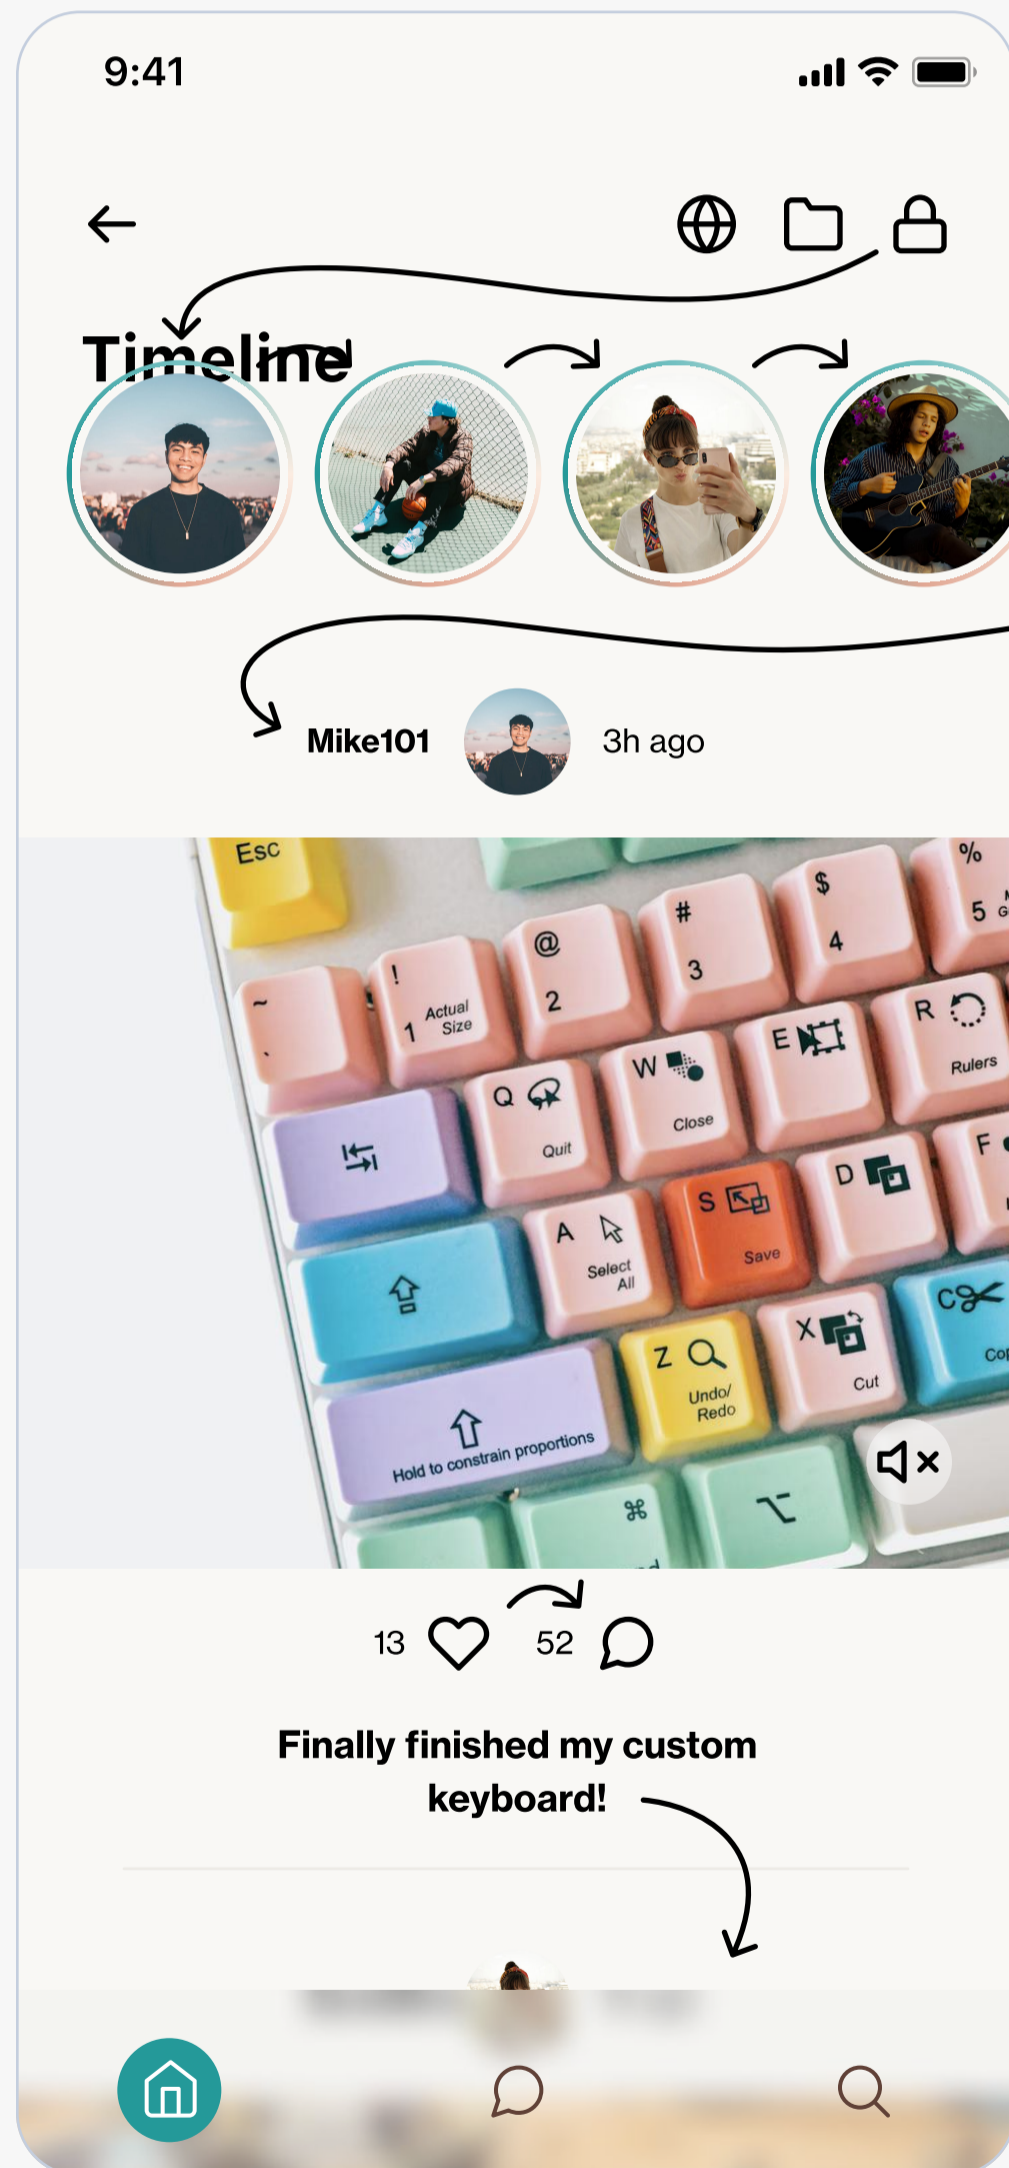 9:41
Timeline
Mike101
3h ago
Esc
~
`
!
1
Actual
Size
@
2
#
3
$
4
%
5
Q
Quit
W
Close
E
R
Rulers
A
Select
All
S
Save
D
F
Z
Undo/
Redo
X
Cut
C
Hold to constrain proportions
⌘
⌥
13
52
Finally finished my custom
keyboard!